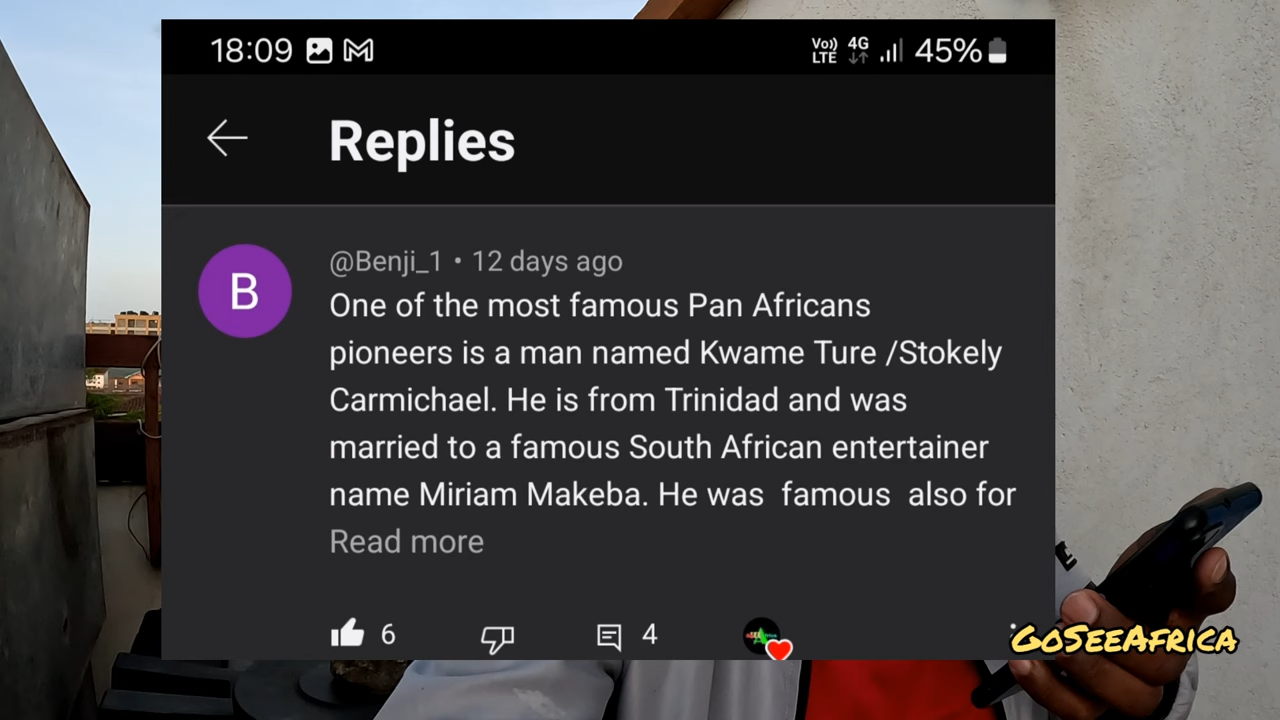 18:09
Vo)) LTE 4G 45%
Replies
B
@Benji_1 • 12 days ago
One of the most famous Pan Africans
pioneers is a man named Kwame Ture /Stokely
Carmichael. He is from Trinidad and was
married to a famous South African entertainer
name Miriam Makeba. He was famous also for
Read more
6
4
GoSeeAfrica